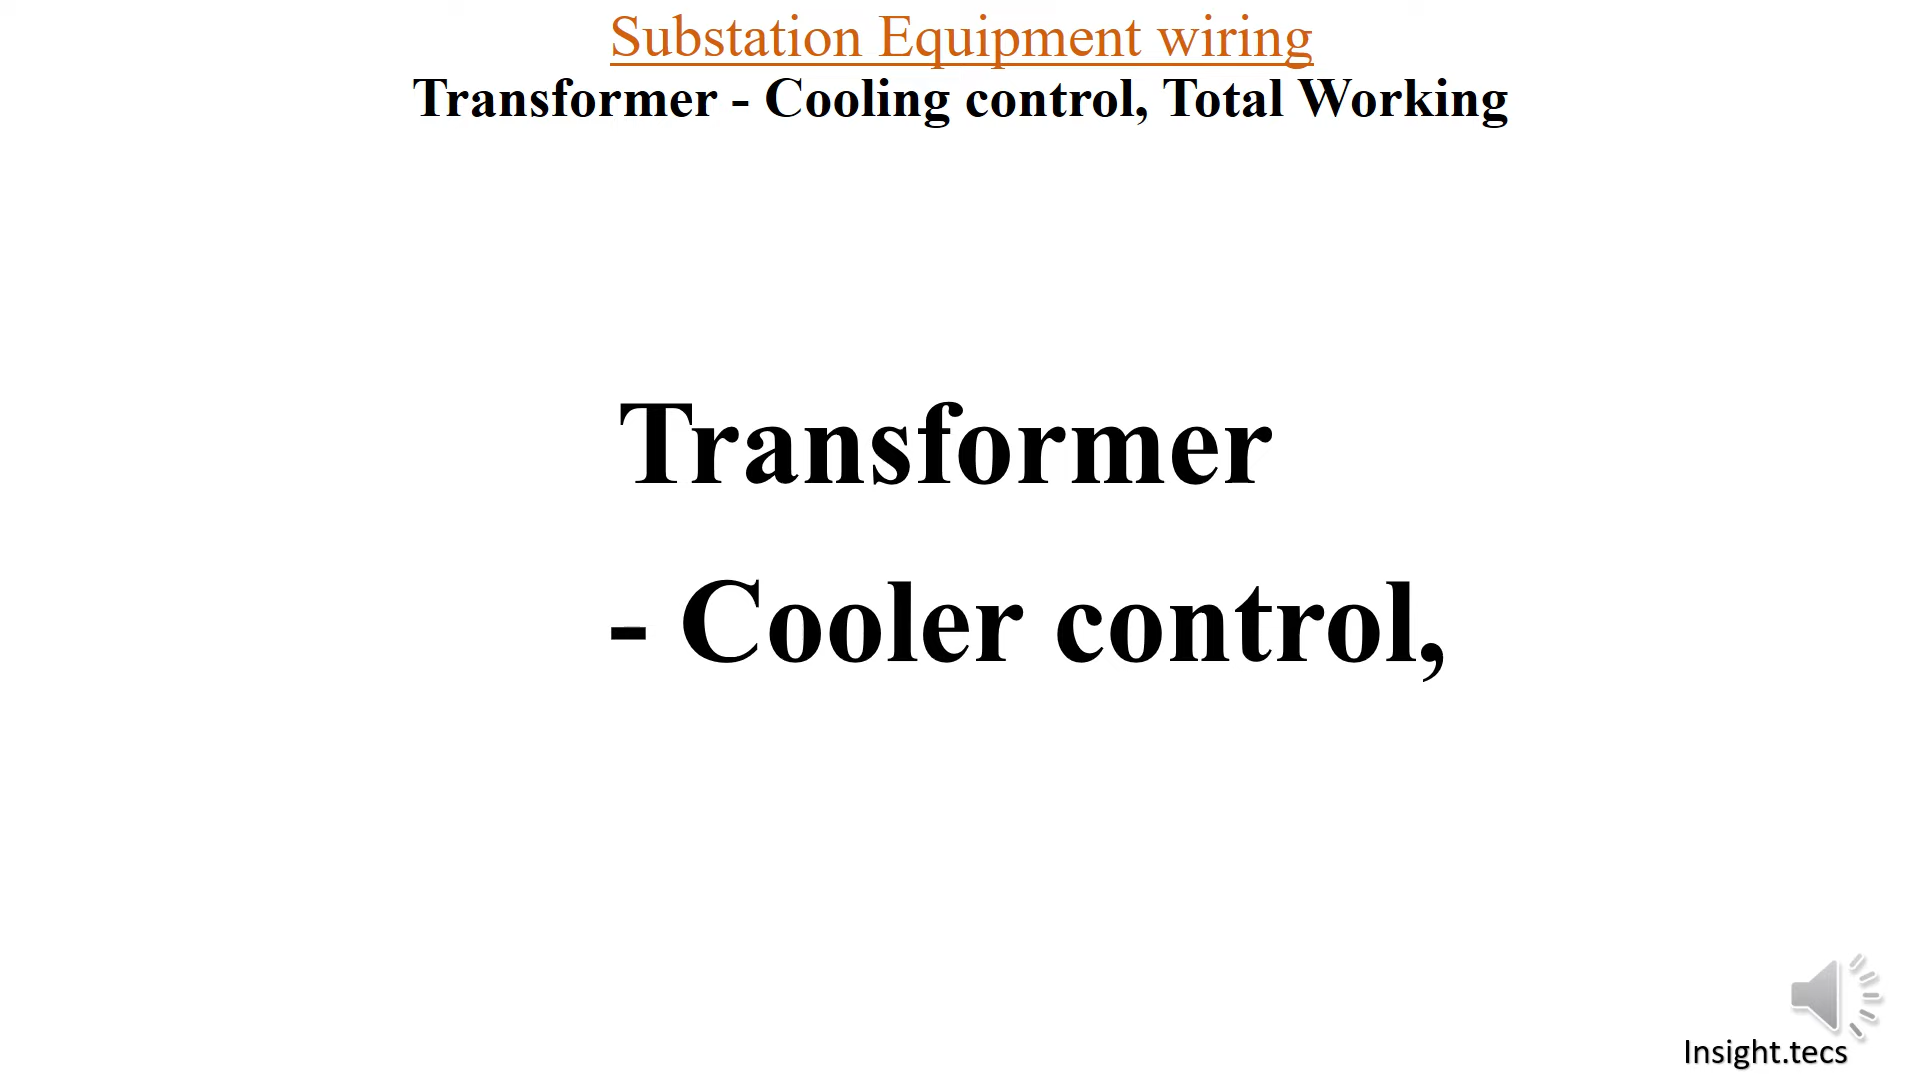 Substation Equipment wiring
Transformer - Cooling control, Total Working
Transformer
- Cooler control,
Insight.tecs